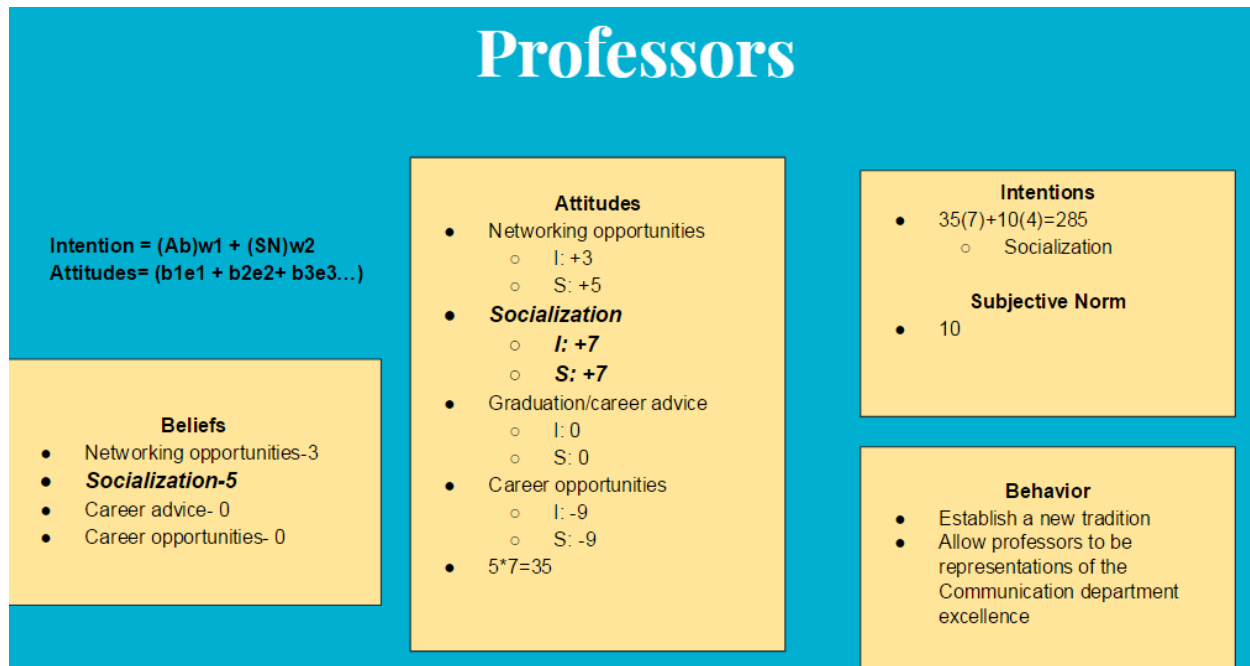 Professors
Intention = (Ab)w1 + (SN)w2
Attitudes= (b1e1 + b2e2+ b3e3...)
Beliefs
● Networking opportunities-3
● Socialization-5
● Career advice- 0
● Career opportunities- 0
Attitudes
● Networking opportunities
○ I: +3
○ S: +5
● Socialization
○ I: +7
○ S: +7
● Graduation/career advice
○ I: 0
○ S: 0
● Career opportunities
○ I: -9
○ S: -9
● 5*7=35
Intentions
● 35(7)+10(4)=285
○ Socialization
Subjective Norm
● 10
Behavior
● Establish a new tradition
● Allow professors to be
representations of the
Communication department
excellence